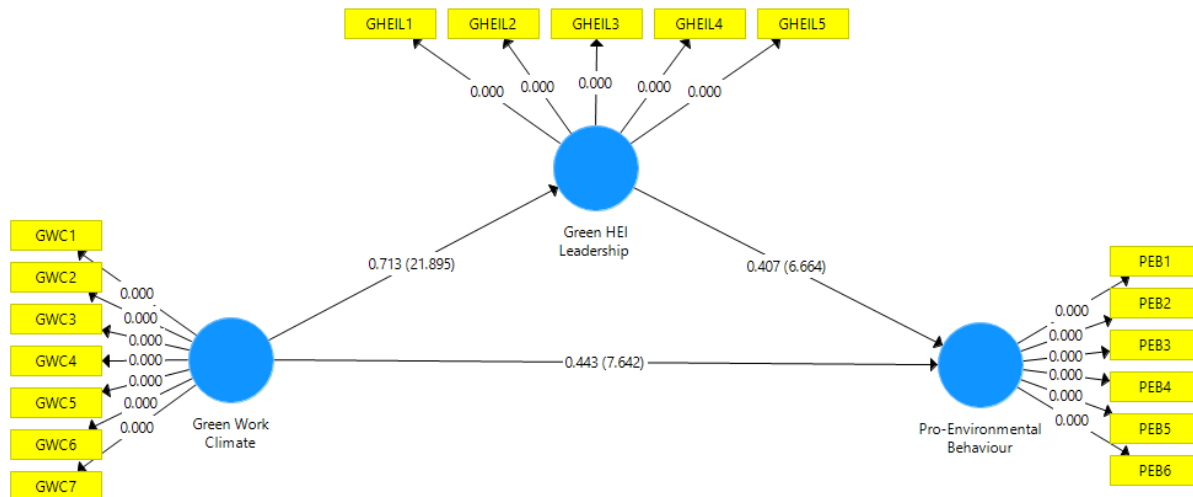 GHEIL1 GHEIL2 GHEIL3 GHEIL4 GHEIL5
0.000 0.000 0.000 0.000 0.000
Green HEI
Leadership
0.713 (21.895)
0.407 (6.664)
0.443 (7.642)
GWC1
GWC2
GWC3
GWC4
GWC5
GWC6
GWC7
0.000
0.000
0.000
0.000
0.000
0.000
0.000
Green Work
Climate
PEB1
PEB2
PEB3
PEB4
PEB5
PEB6
0.000
0.000
0.000
0.000
0.000
0.000
Pro-Environmental
Behaviour